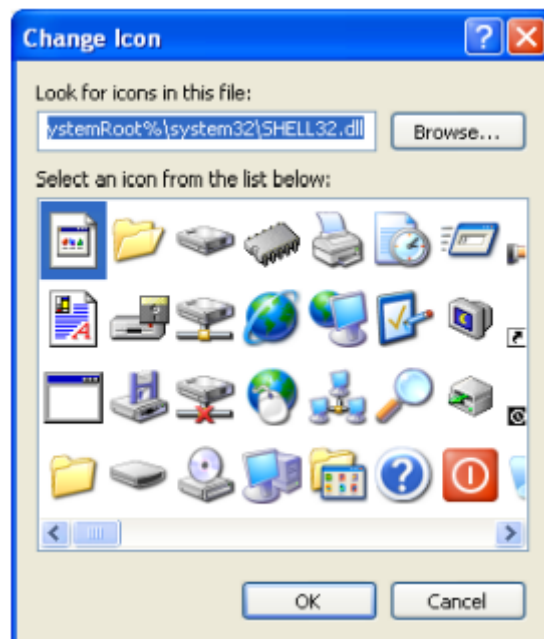 Change Icon
Look for icons in this file:
ystemRoot%\system32\SHELL32.dll
Browse...
Select an icon from the list below:
OK
Cancel